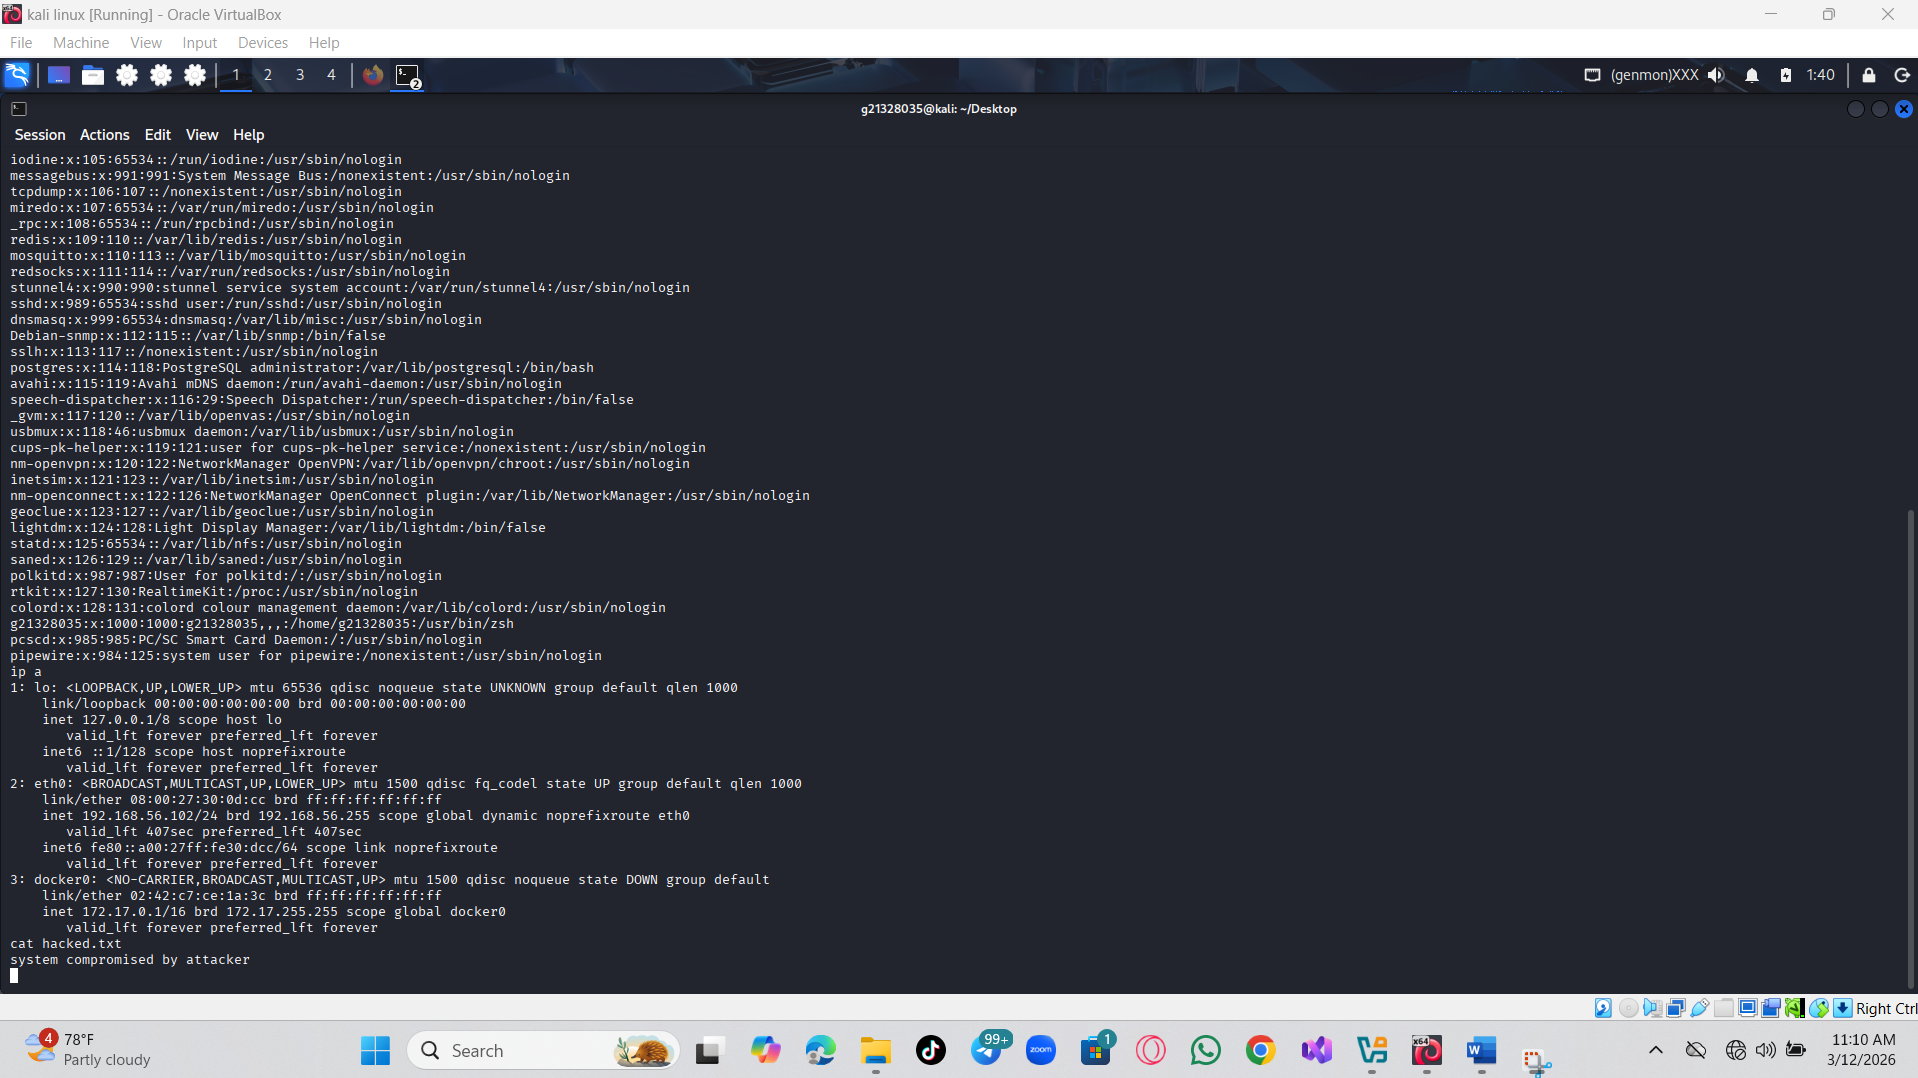 kali linux [Running] - Oracle VirtualBox
File Machine View Input Devices Help
1 2 3 4 2 (genmon)XXX 1:40
g21328035@kali: ~/Desktop
Session Actions Edit View Help
iodine:x:105:65534::/run/iodine:/usr/sbin/nologin
messagebus:x:991:991:System Message Bus:/nonexistent:/usr/sbin/nologin
tcpdump:x:106:107::/nonexistent:/usr/sbin/nologin
miredo:x:107:65534::/var/run/miredo:/usr/sbin/nologin
_rpc:x:108:65534::/run/rpcbind:/usr/sbin/nologin
redis:x:109:110::/var/lib/redis:/usr/sbin/nologin
mosquitto:x:110:113::/var/lib/mosquitto:/usr/sbin/nologin
redsocks:x:111:114::/var/run/redsocks:/usr/sbin/nologin
stunnel4:x:990:990:stunnel service system account:/var/run/stunnel4:/usr/sbin/nologin
sshd:x:989:65534:sshd user:/run/sshd:/usr/sbin/nologin
dnsmasq:x:999:65534:dnsmasq:/var/lib/misc:/usr/sbin/nologin
Debian-snmp:x:112:115::/var/lib/snmp:/bin/false
sslh:x:113:117::/nonexistent:/usr/sbin/nologin
postgres:x:114:118:PostgreSQL administrator:/var/lib/postgresql:/bin/bash
avahi:x:115:119:Avahi mDNS daemon:/run/avahi-daemon:/usr/sbin/nologin
speech-dispatcher:x:116:29:Speech Dispatcher:/run/speech-dispatcher:/bin/false
_gvm:x:117:120::/var/lib/openvas:/usr/sbin/nologin
usbmux:x:118:46:usbmux daemon:/var/lib/usbmux:/usr/sbin/nologin
cups-pk-helper:x:119:121:user for cups-pk-helper service:/nonexistent:/usr/sbin/nologin
nm-openvpn:x:120:122:NetworkManager OpenVPN:/var/lib/openvpn/chroot:/usr/sbin/nologin
inetsim:x:121:123::/var/lib/inetsim:/usr/sbin/nologin
nm-openconnect:x:122:126:NetworkManager OpenConnect plugin:/var/lib/NetworkManager:/usr/sbin/nologin
geoclue:x:123:127::/var/lib/geoclue:/usr/sbin/nologin
lightdm:x:124:128:Light Display Manager:/var/lib/lightdm:/bin/false
statd:x:125:65534::/var/lib/nfs:/usr/sbin/nologin
saned:x:126:129::/var/lib/saned:/usr/sbin/nologin
polkitd:x:987:987:User for polkitd:/:/usr/sbin/nologin
rtkit:x:127:130:RealtimeKit:/proc:/usr/sbin/nologin
colord:x:128:131:colord colour management daemon:/var/lib/colord:/usr/sbin/nologin
g21328035:x:1000:1000:g21328035,,,:/home/g21328035:/usr/bin/zsh
pcscd:x:985:985:PC/SC Smart Card Daemon:/:/usr/sbin/nologin
pipewire:x:984:125:system user for pipewire:/nonexistent:/usr/sbin/nologin
ip a
1: lo: <LOOPBACK,UP,LOWER_UP> mtu 65536 qdisc noqueue state UNKNOWN group default qlen 1000
link/loopback 00:00:00:00:00:00 brd 00:00:00:00:00:00
inet 127.0.0.1/8 scope host lo
valid_lft forever preferred_lft forever
inet6 ::1/128 scope host noprefixroute
valid_lft forever preferred_lft forever
2: eth0: <BROADCAST,MULTICAST,UP,LOWER_UP> mtu 1500 qdisc fq_codel state UP group default qlen 1000
link/ether 08:00:27:30:0d:cc brd ff:ff:ff:ff:ff:ff
inet 192.168.56.102/24 brd 192.168.56.255 scope global dynamic noprefixroute eth0
valid_lft 407sec preferred_lft 407sec
inet6 fe80::a00:27ff:fe30:dcc/64 scope link noprefixroute
valid_lft forever preferred_lft forever
3: docker0: <NO-CARRIER,BROADCAST,MULTICAST,UP> mtu 1500 qdisc noqueue state DOWN group default
link/ether 02:42:c7:ce:1a:3c brd ff:ff:ff:ff:ff:ff
inet 172.17.0.1/16 brd 172.17.255.255 scope global docker0
valid_lft forever preferred_lft forever
cat hacked.txt
system compromised by attacker
Right Ctrl
4 78°F
Partly cloudy
Search
99+
zoom
1
X64
W
11:10 AM
3/12/2026